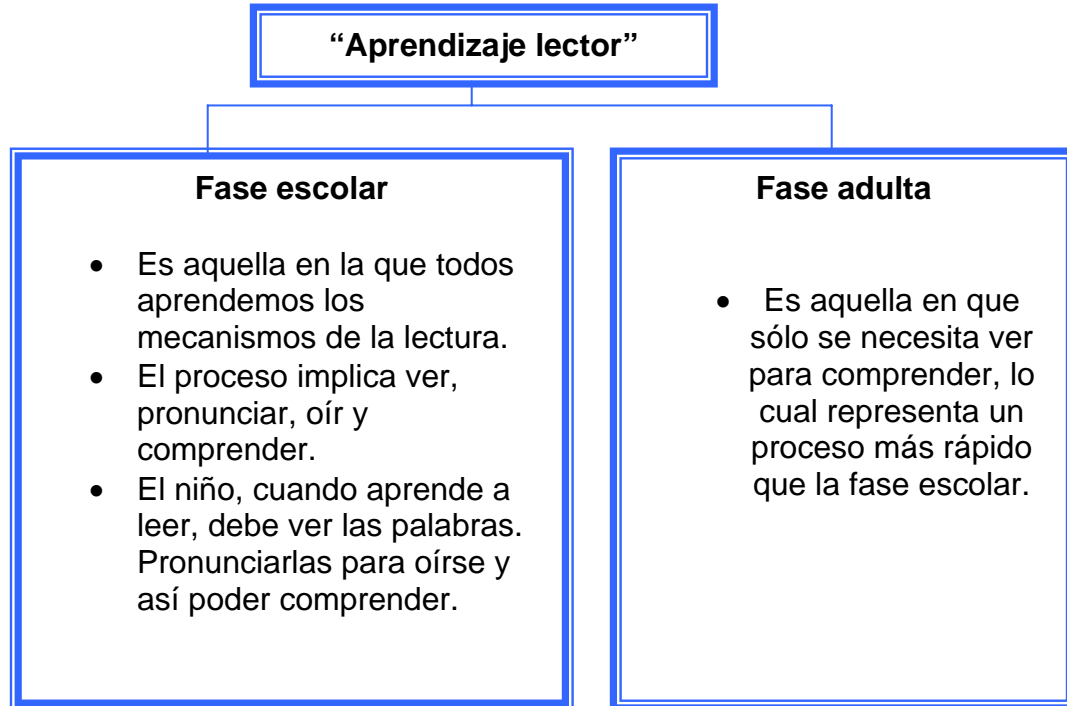 “Aprendizaje lector”
Fase escolar
• Es aquella en la que todos
aprendemos los
mecanismos de la lectura.
• El proceso implica ver,
pronunciar, oír y
comprender.
• El niño, cuando aprende a
leer, debe ver las palabras.
Pronunciarlas para oírse y
así poder comprender.
Fase adulta
• Es aquella en que
sólo se necesita ver
para comprender, lo
cual representa un
proceso más rápido
que la fase escolar.